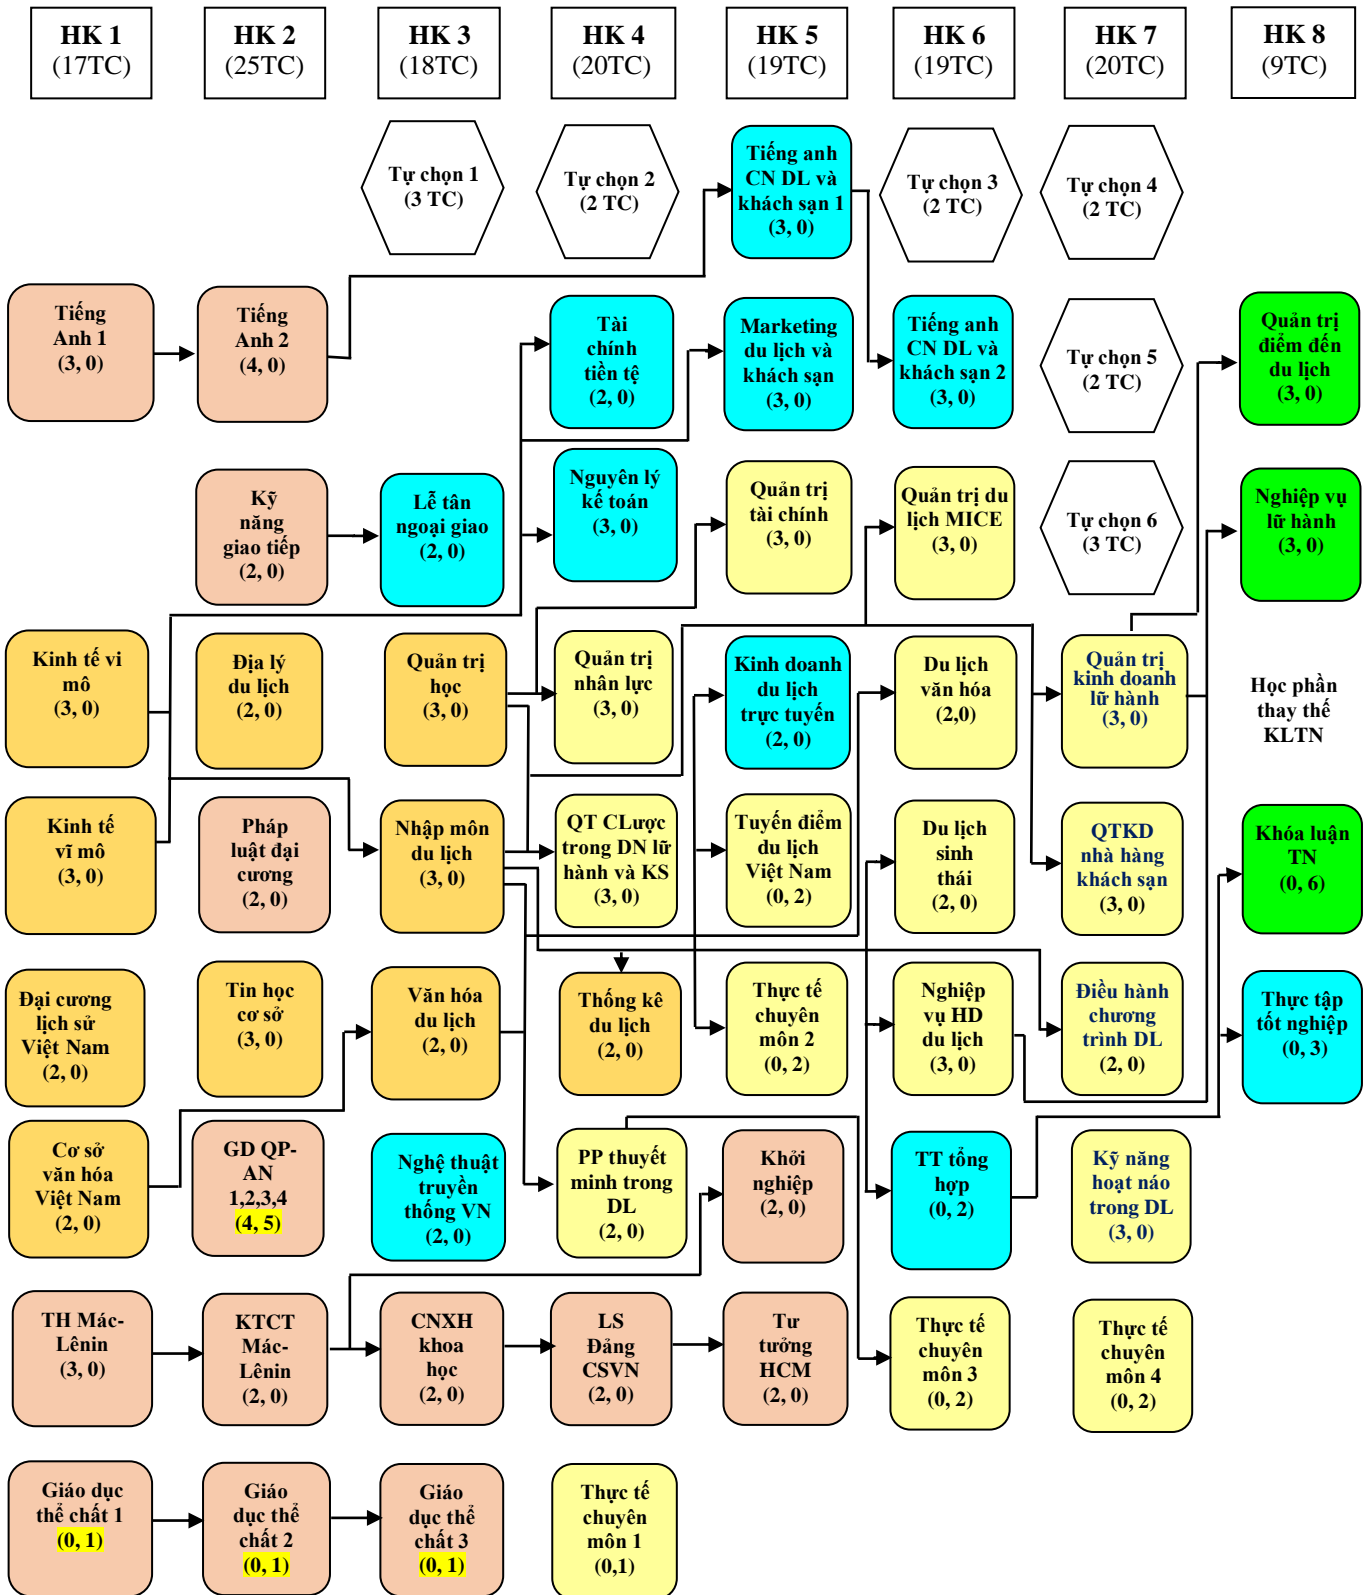 HK 1
(17TC)
HK 2
(25TC)
HK 3
(18TC)
HK 4
(20TC)
HK 5
(19TC)
HK 6
(19TC)
HK 7
(20TC)
HK 8
(9TC)
Tự chọn 1
(3 TC)
Tự chọn 2
(2 TC)
Tiếng anh
CN DL và
khách sạn 1
(3, 0)
Tự chọn 3
(2 TC)
Tự chọn 4
(2 TC)
Tiếng
Anh 1
(3, 0)
Tiếng
Anh 2
(4, 0)
Tài
chính
tiền tệ
(2, 0)
Marketing
du lịch và
khách sạn
(3, 0)
Tiếng anh
CN DL và
khách sạn 2
(3, 0)
Tự chọn 5
(2 TC)
Quản trị
điểm đến
du lịch
(3, 0)
Kỹ
năng
giao tiếp
(2, 0)
Lễ tân
ngoại giao
(2, 0)
Nguyên lý
kế toán
(3, 0)
Quản trị
tài chính
(3, 0)
Quản trị du
lịch MICE
(3, 0)
Tự chọn 6
(3 TC)
Nghiệp vụ
lữ hành
(3, 0)
Kinh tế vi
mô
(3, 0)
Địa lý
du lịch
(2, 0)
Quản trị
học
(3, 0)
Quản trị
nhân lực
(3, 0)
Kinh doanh
du lịch
trực tuyến
(2, 0)
Du lịch
văn hóa
(2,0)
Quản trị
kinh doanh
lữ hành
(3, 0)
Học phần
thay thế
KLTN
Kinh tế
vĩ mô
(3, 0)
Pháp
luật đại
cương
(2, 0)
Nhập môn
du lịch
(3, 0)
QT CLược
trong DN lữ
hành và KS
(3, 0)
Tuyến điểm
du lịch
Việt Nam
(0, 2)
Du lịch
sinh
thái
(2, 0)
QTKD
nhà hàng
khách sạn
(3, 0)
Khóa luận
TN
(0, 6)
Đại cương
lịch sử
Việt Nam
(2, 0)
Tin học
cơ sở
(3, 0)
Văn hóa
du lịch
(2, 0)
Thống kê
du lịch
(2, 0)
Thực tế
chuyên
môn 2
(0, 2)
Nghiệp
vụ HD
du lịch
(3, 0)
Điều hành
chương
trình DL
(2, 0)
Thực tập
tốt nghiệp
(0, 3)
Cơ sở
văn hóa
Việt Nam
(2, 0)
GD QP-
AN
1,2,3,4
(4, 5)
Nghệ thuật
truyền
thống VN
(2, 0)
PP thuyết
minh trong
DL
(2, 0)
Khởi
nghiệp
(2, 0)
TT tổng
hợp
(0, 2)
Kỹ năng
hoạt náo
trong DL
(3, 0)
TH Mác-
Lênin
(3, 0)
KTCT
Mác-
Lênin
(2, 0)
CNXH
khoa
học
(2, 0)
LS
Đảng
CSVN
(2, 0)
Tư
tưởng
HCM
(2, 0)
Thực tế
chuyên
môn 3
(0, 2)
Thực tế
chuyên
môn 4
(0, 2)
Giáo dục
thể chất 1
(0, 1)
Giáo
dục thể
chất 2
(0, 1)
Giáo
dục thể
chất 3
(0, 1)
Thực tế
chuyên
môn 1
(0,1)